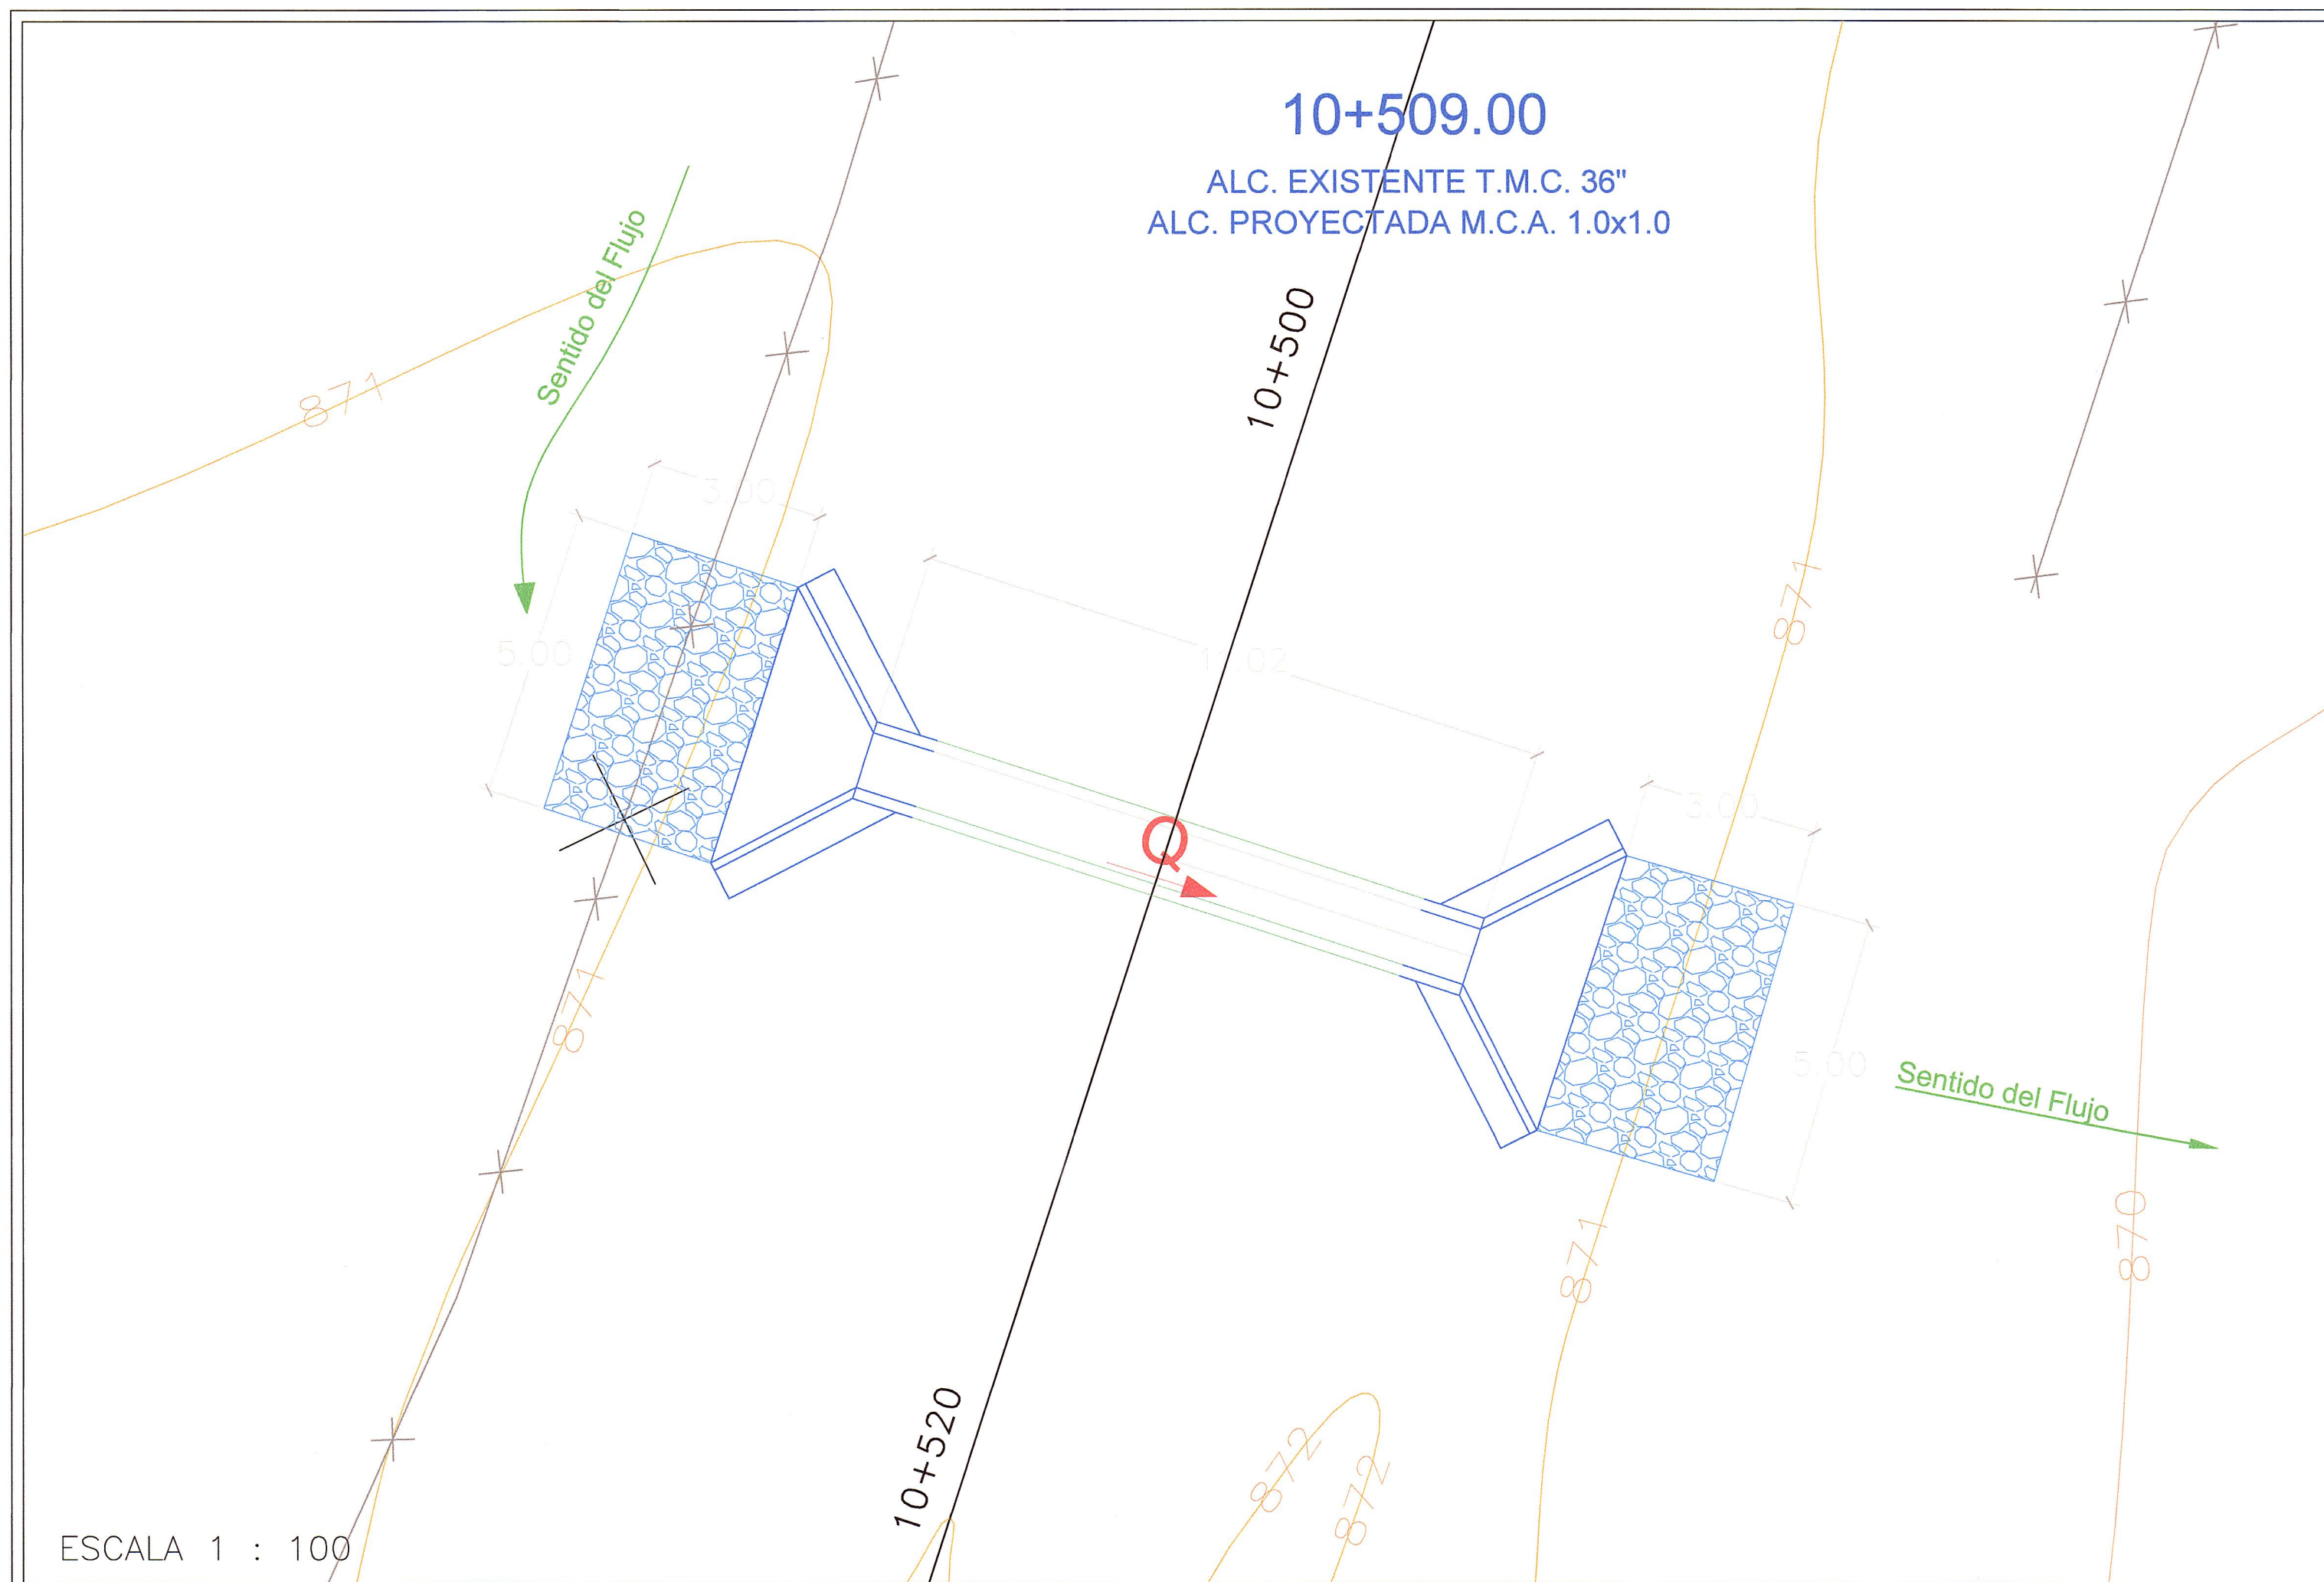 10+509.00
ALC. EXISTENTE T.M.C. 36"
ALC. PROYECTADA M.C.A. 1.0x1.0
Sentido del Flujo
10+500
871
3.00
871
5.00
11.02
3.00
Q
871
5.00
Sentido del Flujo
870
871
872
872
10+520
ESCALA 1 : 100